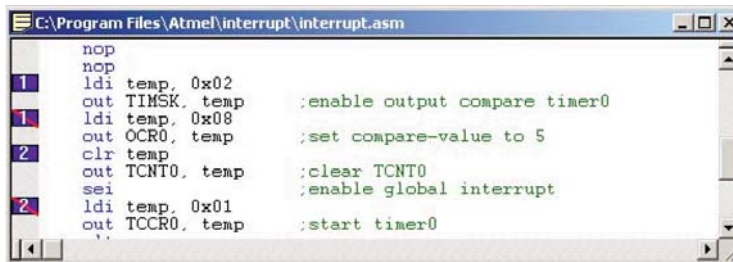 C:\Program Files\Atmel\interrupt\interrupt.asm
nop
nop
1 ldi temp, 0x02
out TIMSK, temp ;enable output compare timer0
1 ldi temp, 0x08
out OCR0, temp ;set compare-value to 5
2 clr temp
out TCNT0, temp ;clear TCNT0
sei ;enable global interrupt
2 ldi temp, 0x01
out TCCR0, temp ;start timer0